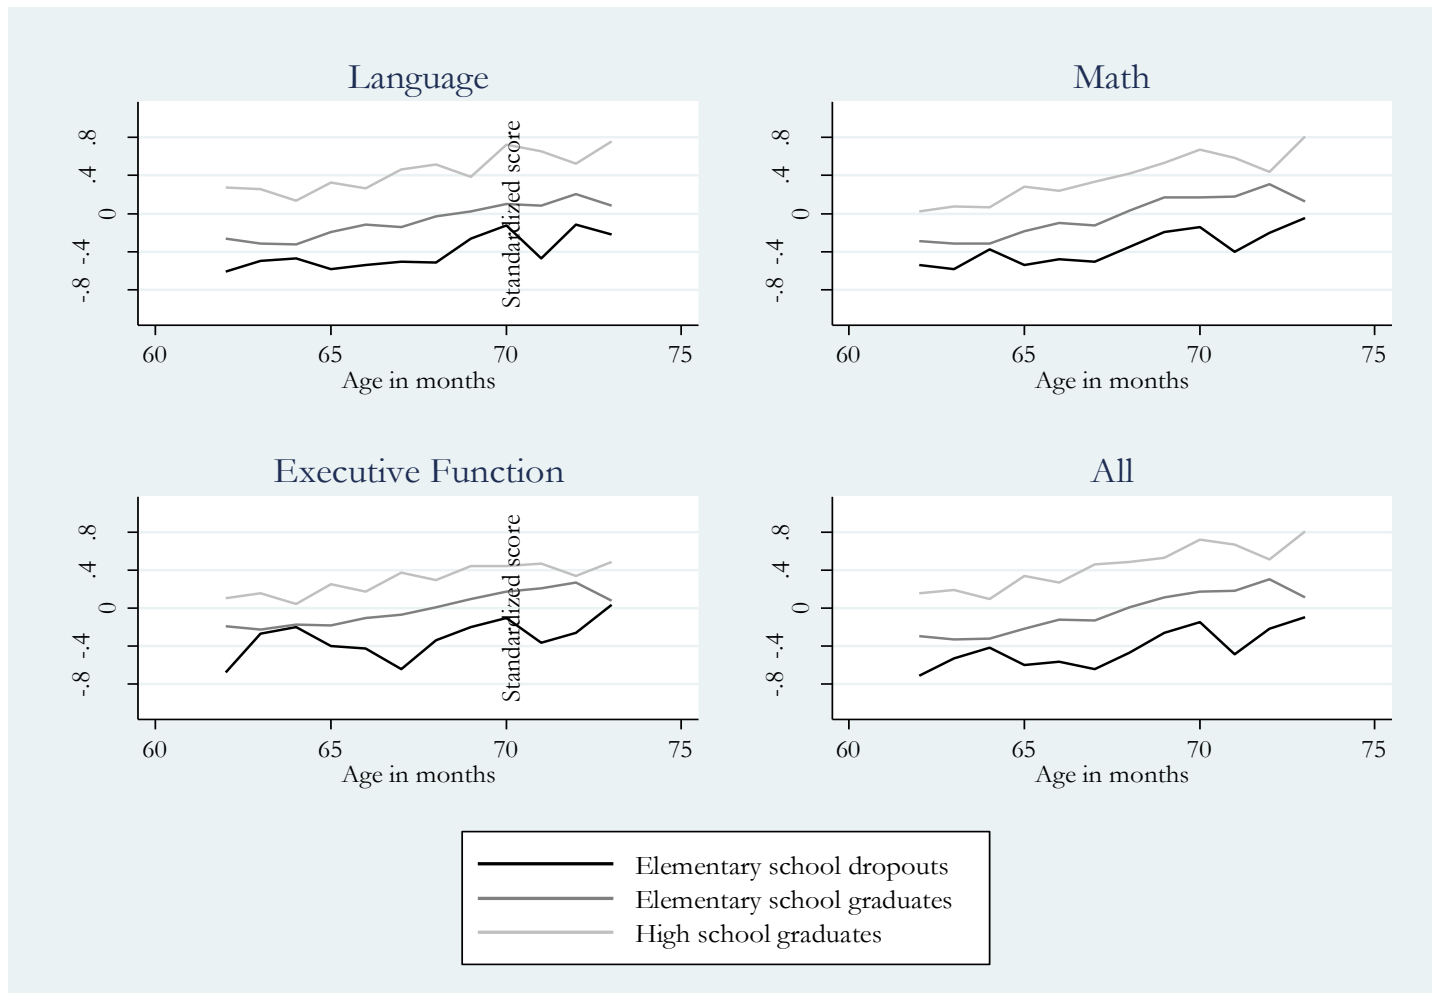 Language
Standardized score
.8
.4
0
-.4
-.8
60 65 70 75
Age in months
Math
.8
.4
0
-.4
-.8
60 65 70 75
Age in months
Executive Function
Standardized score
.8
.4
0
-.4
-.8
60 65 70 75
Age in months
All
.8
.4
0
-.4
-.8
60 65 70 75
Age in months
Elementary school dropouts
Elementary school graduates
High school graduates